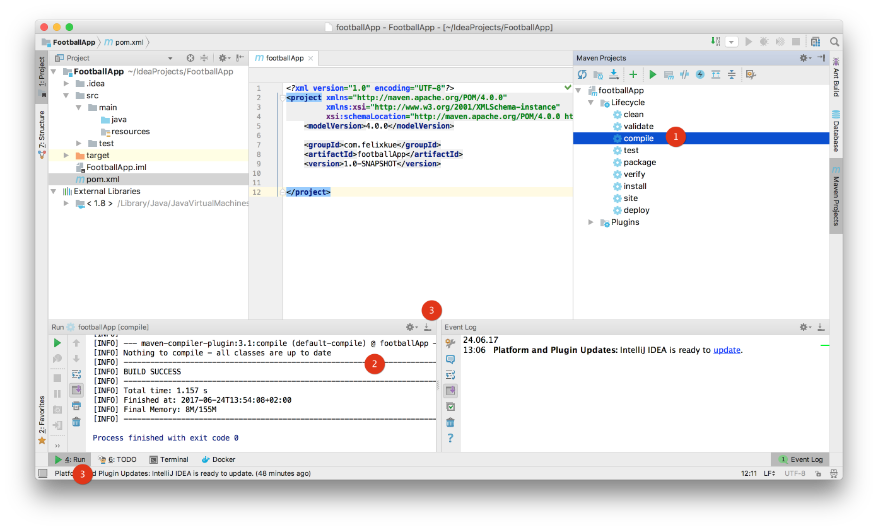 footballApp - FootballApp - [~/IdeaProjects/FootballApp]
FootballApp pom.xml
1: Project
Z: Structure
2: Favorites
Project
FootballApp ~/IdeaProjects/FootballApp
.idea
src
main
java
resources
test
target
FootballApp.iml
pom.xml
External Libraries
< 1.8 > /Library/Java/JavaVirtualMachines
footballApp
1 <?xml version="1.0" encoding="UTF-8"?>
2 <project xmlns="http://maven.apache.org/POM/4.0.0"
3 xmlns:xsi="http://www.w3.org/2001/XMLSchema-instance"
4 xsi:schemaLocation="http://maven.apache.org/POM/4.0.0 ht
5 <modelVersion>4.0.0</modelVersion>
6
7 <groupId>com.felixkue</groupId>
8 <artifactId>footballApp</artifactId>
9 <version>1.0-SNAPSHOT</version>
10
11
12 </project>
Maven Projects
footballApp
Lifecycle
clean
validate
compile 1
test
package
verify
install
site
deploy
Plugins
Ant Build
Database
Maven Projects
Run footballApp [compile]
3
[INFO]
[INFO] --- maven-compiler-plugin:3.1:compile (default-compile) @ footballApp -
[INFO] Nothing to compile - all classes are up to date
[INFO] ------------------------------------------------------------------------
[INFO] BUILD SUCCESS
2
[INFO] ------------------------------------------------------------------------
[INFO] Total time: 1.157 s
[INFO] Finished at: 2017-06-24T13:54:08+02:00
[INFO] Final Memory: 8M/155M
[INFO] ------------------------------------------------------------------------
Process finished with exit code 0
Event Log
24.06.17
13:06 Platform and Plugin Updates: IntelliJ IDEA is ready to update.
4: Run 6: TODO Terminal Docker 1 Event Log
3
Platfo d Plugin Updates: IntelliJ IDEA is ready to update. (48 minutes ago) 12:11 LF UTF-8